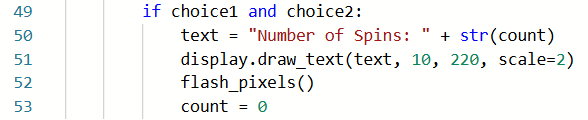 49 if choice1 and choice2:
50 text = "Number of Spins: " + str(count)
51 display.draw_text(text, 10, 220, scale=2)
52 flash_pixels()
53 count = 0